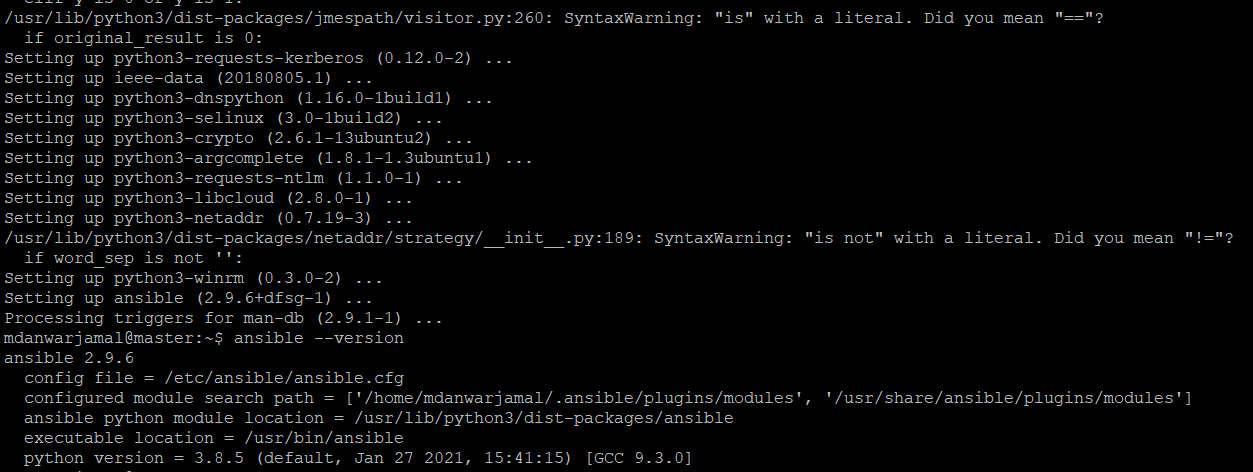 /usr/lib/python3/dist-packages/jmespath/visitor.py:260: SyntaxWarning: "is" with a literal. Did you mean "=="?
  if original_result is 0:
Setting up python3-requests-kerberos (0.12.0-2) ...
Setting up ieee-data (20180805.1) ...
Setting up python3-dnspython (1.16.0-1build1) ...
Setting up python3-selinux (3.0-1build2) ...
Setting up python3-crypto (2.6.1-13ubuntu2) ...
Setting up python3-argcomplete (1.8.1-1.3ubuntu1) ...
Setting up python3-requests-ntlm (1.1.0-1) ...
Setting up python3-libcloud (2.8.0-1) ...
Setting up python3-netaddr (0.7.19-3) ...
/usr/lib/python3/dist-packages/netaddr/strategy/__init__.py:189: SyntaxWarning: "is not" with a literal. Did you mean "!="?
  if word_sep is not '':
Setting up python3-winrm (0.3.0-2) ...
Setting up ansible (2.9.6+dfsg-1) ...
Processing triggers for man-db (2.9.1-1) ...
mdanwarjamal@master:~$ ansible --version
ansible 2.9.6
  config file = /etc/ansible/ansible.cfg
  configured module search path = ['/home/mdanwarjamal/.ansible/plugins/modules', '/usr/share/ansible/plugins/modules']
  ansible python module location = /usr/lib/python3/dist-packages/ansible
  executable location = /usr/bin/ansible
  python version = 3.8.5 (default, Jan 27 2021, 15:41:15) [GCC 9.3.0]